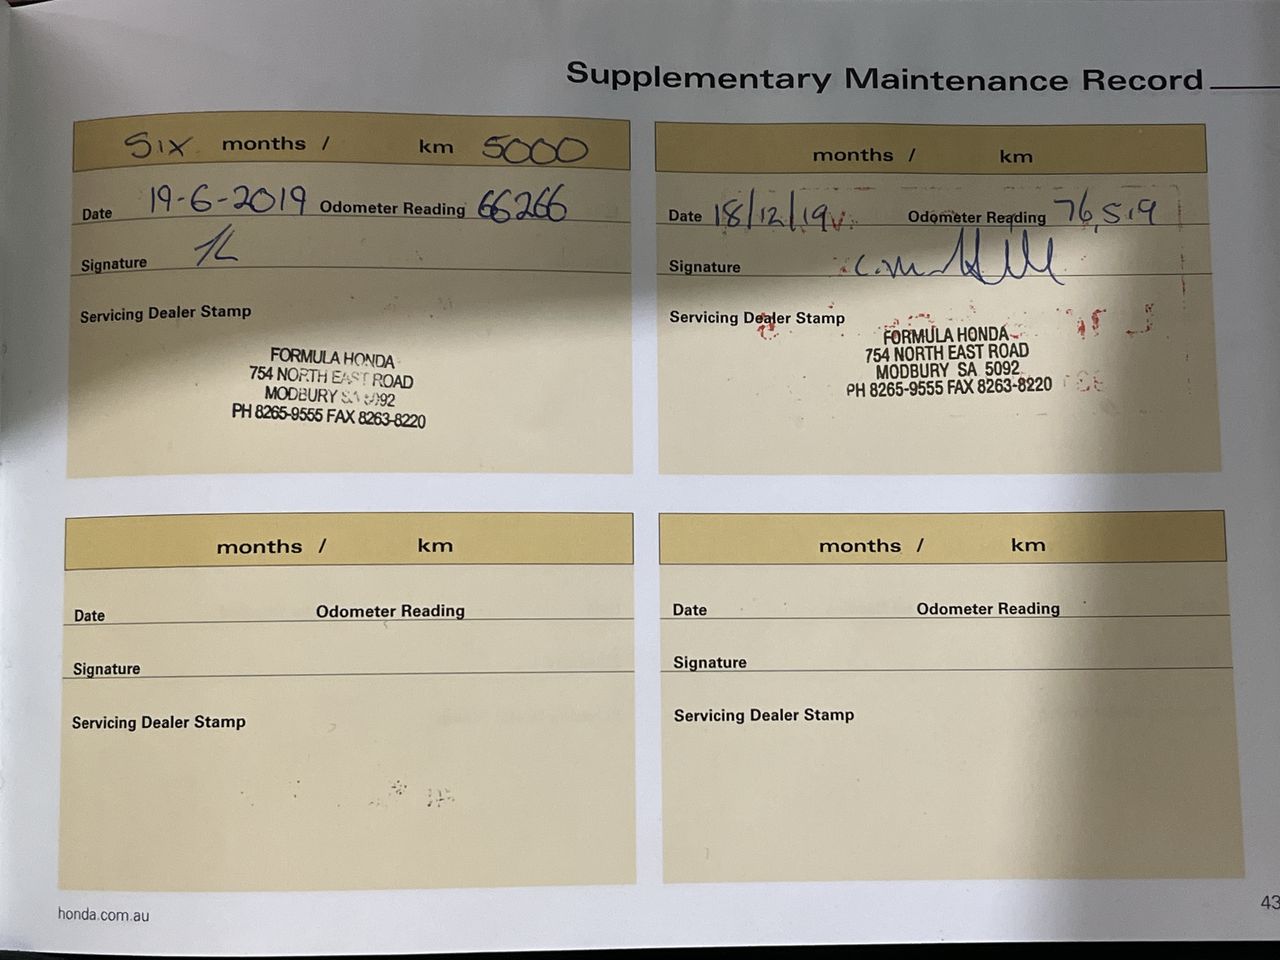 Supplementary Maintenance Record
SIX months / km 5000
Date 19-6-2019 Odometer Reading 66266
Signature
Servicing Dealer Stamp
FORMULA HONDA
754 NORTH EAST ROAD
MODBURY SA 5092
PH 8265-9555 FAX 8263-8220
months / km
Date 18/12/19 Odometer Reading 76,519
Signature
Servicing Dealer Stamp
FORMULA HONDA
754 NORTH EAST ROAD
MODBURY SA 5092
PH 8265-9555 FAX 8263-8220
months / km
Date Odometer Reading
Signature
Servicing Dealer Stamp
months / km
Date Odometer Reading
Signature
Servicing Dealer Stamp
honda.com.au
43